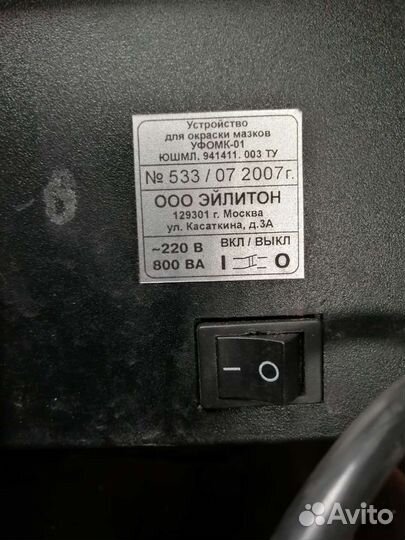 Устройство
для окраски мазков
УФОМК-01
ЮШМЛ. 941411. 003 ТУ
№ 533 / 07 2007г.
ООО ЭЙЛИТОН
129301 г. Москва
ул. Касаткина, д.3А
~220 В ВКЛ / ВЫКЛ
800 ВА I O
6
– O
Avito